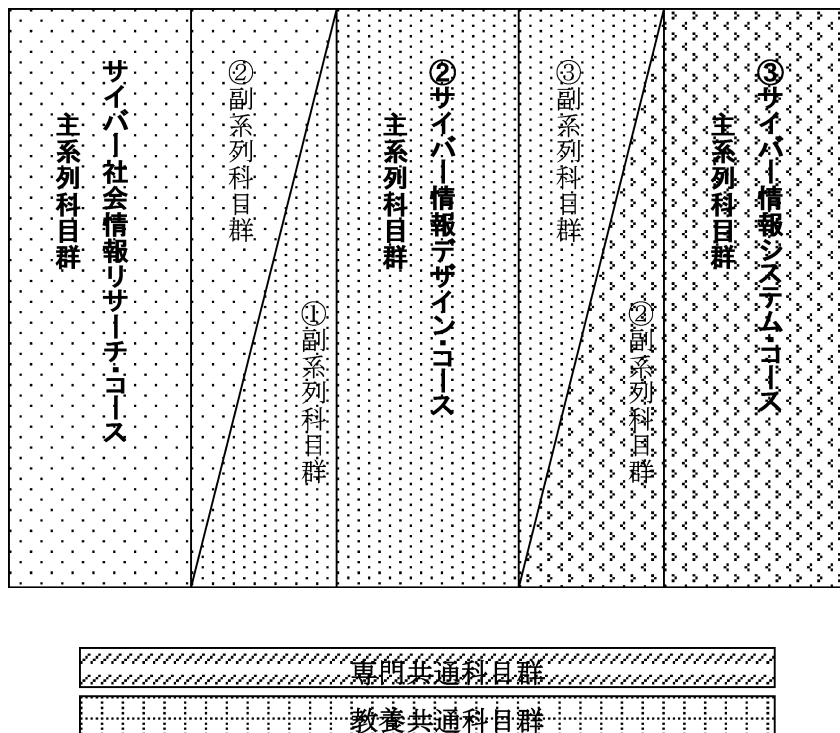 サイバー社会情報リサーチ・コース
主系列科目群
②副系列科目群
①副系列科目群
②サイバー情報デザイン・コース
主系列科目群
③副系列科目群
②副系列科目群
③サイバー情報システム・コース
主系列科目群
専門共通科目群
教養共通科目群